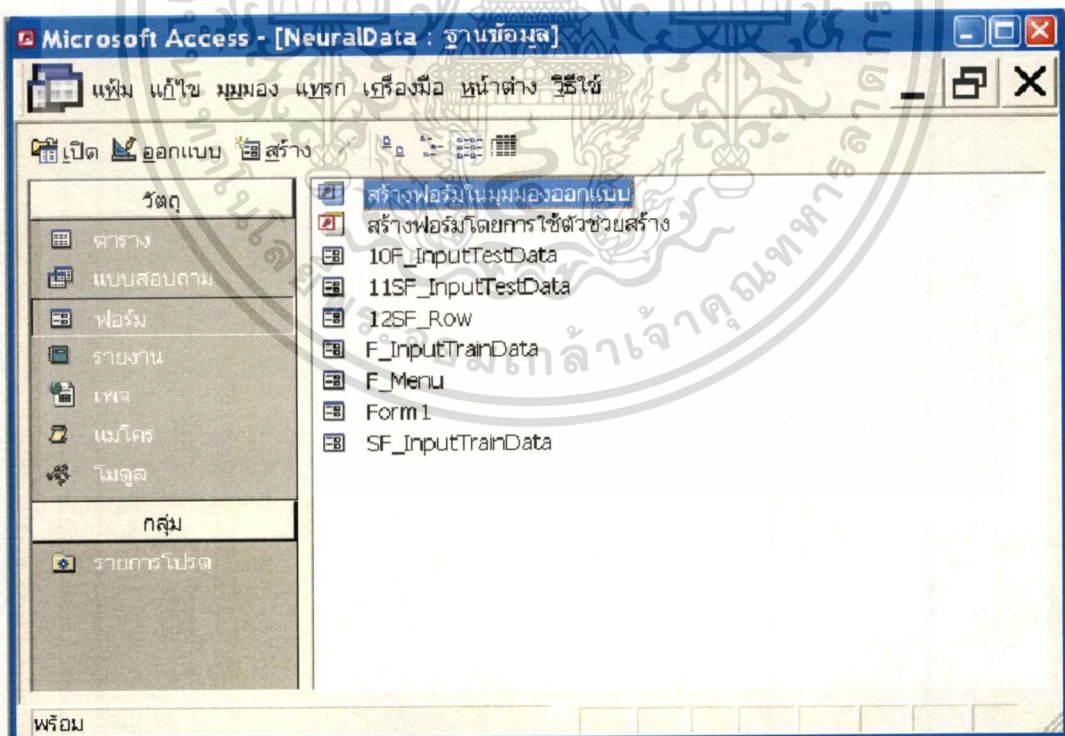 Microsoft Access - [NeuralData : ฐานข้อมูล]
แฟ้ม แก้ไข มุมมอง แทรก เครื่องมือ หน้าต่าง วิธีใช้
เปิด ออกแบบ สร้าง
วัตถุ
ตาราง
แบบสอบถาม
ฟอร์ม
รายงาน
เพจ
แมโคร
โมดูล
กลุ่ม
รายการโปรด
สร้างฟอร์มในมุมมองออกแบบ
สร้างฟอร์มโดยการใช้ตัวช่วยสร้าง
10F_InputTestData
11SF_InputTestData
12SF_Row
F_InputTrainData
F_Menu
Form1
SF_InputTrainData
พร้อม